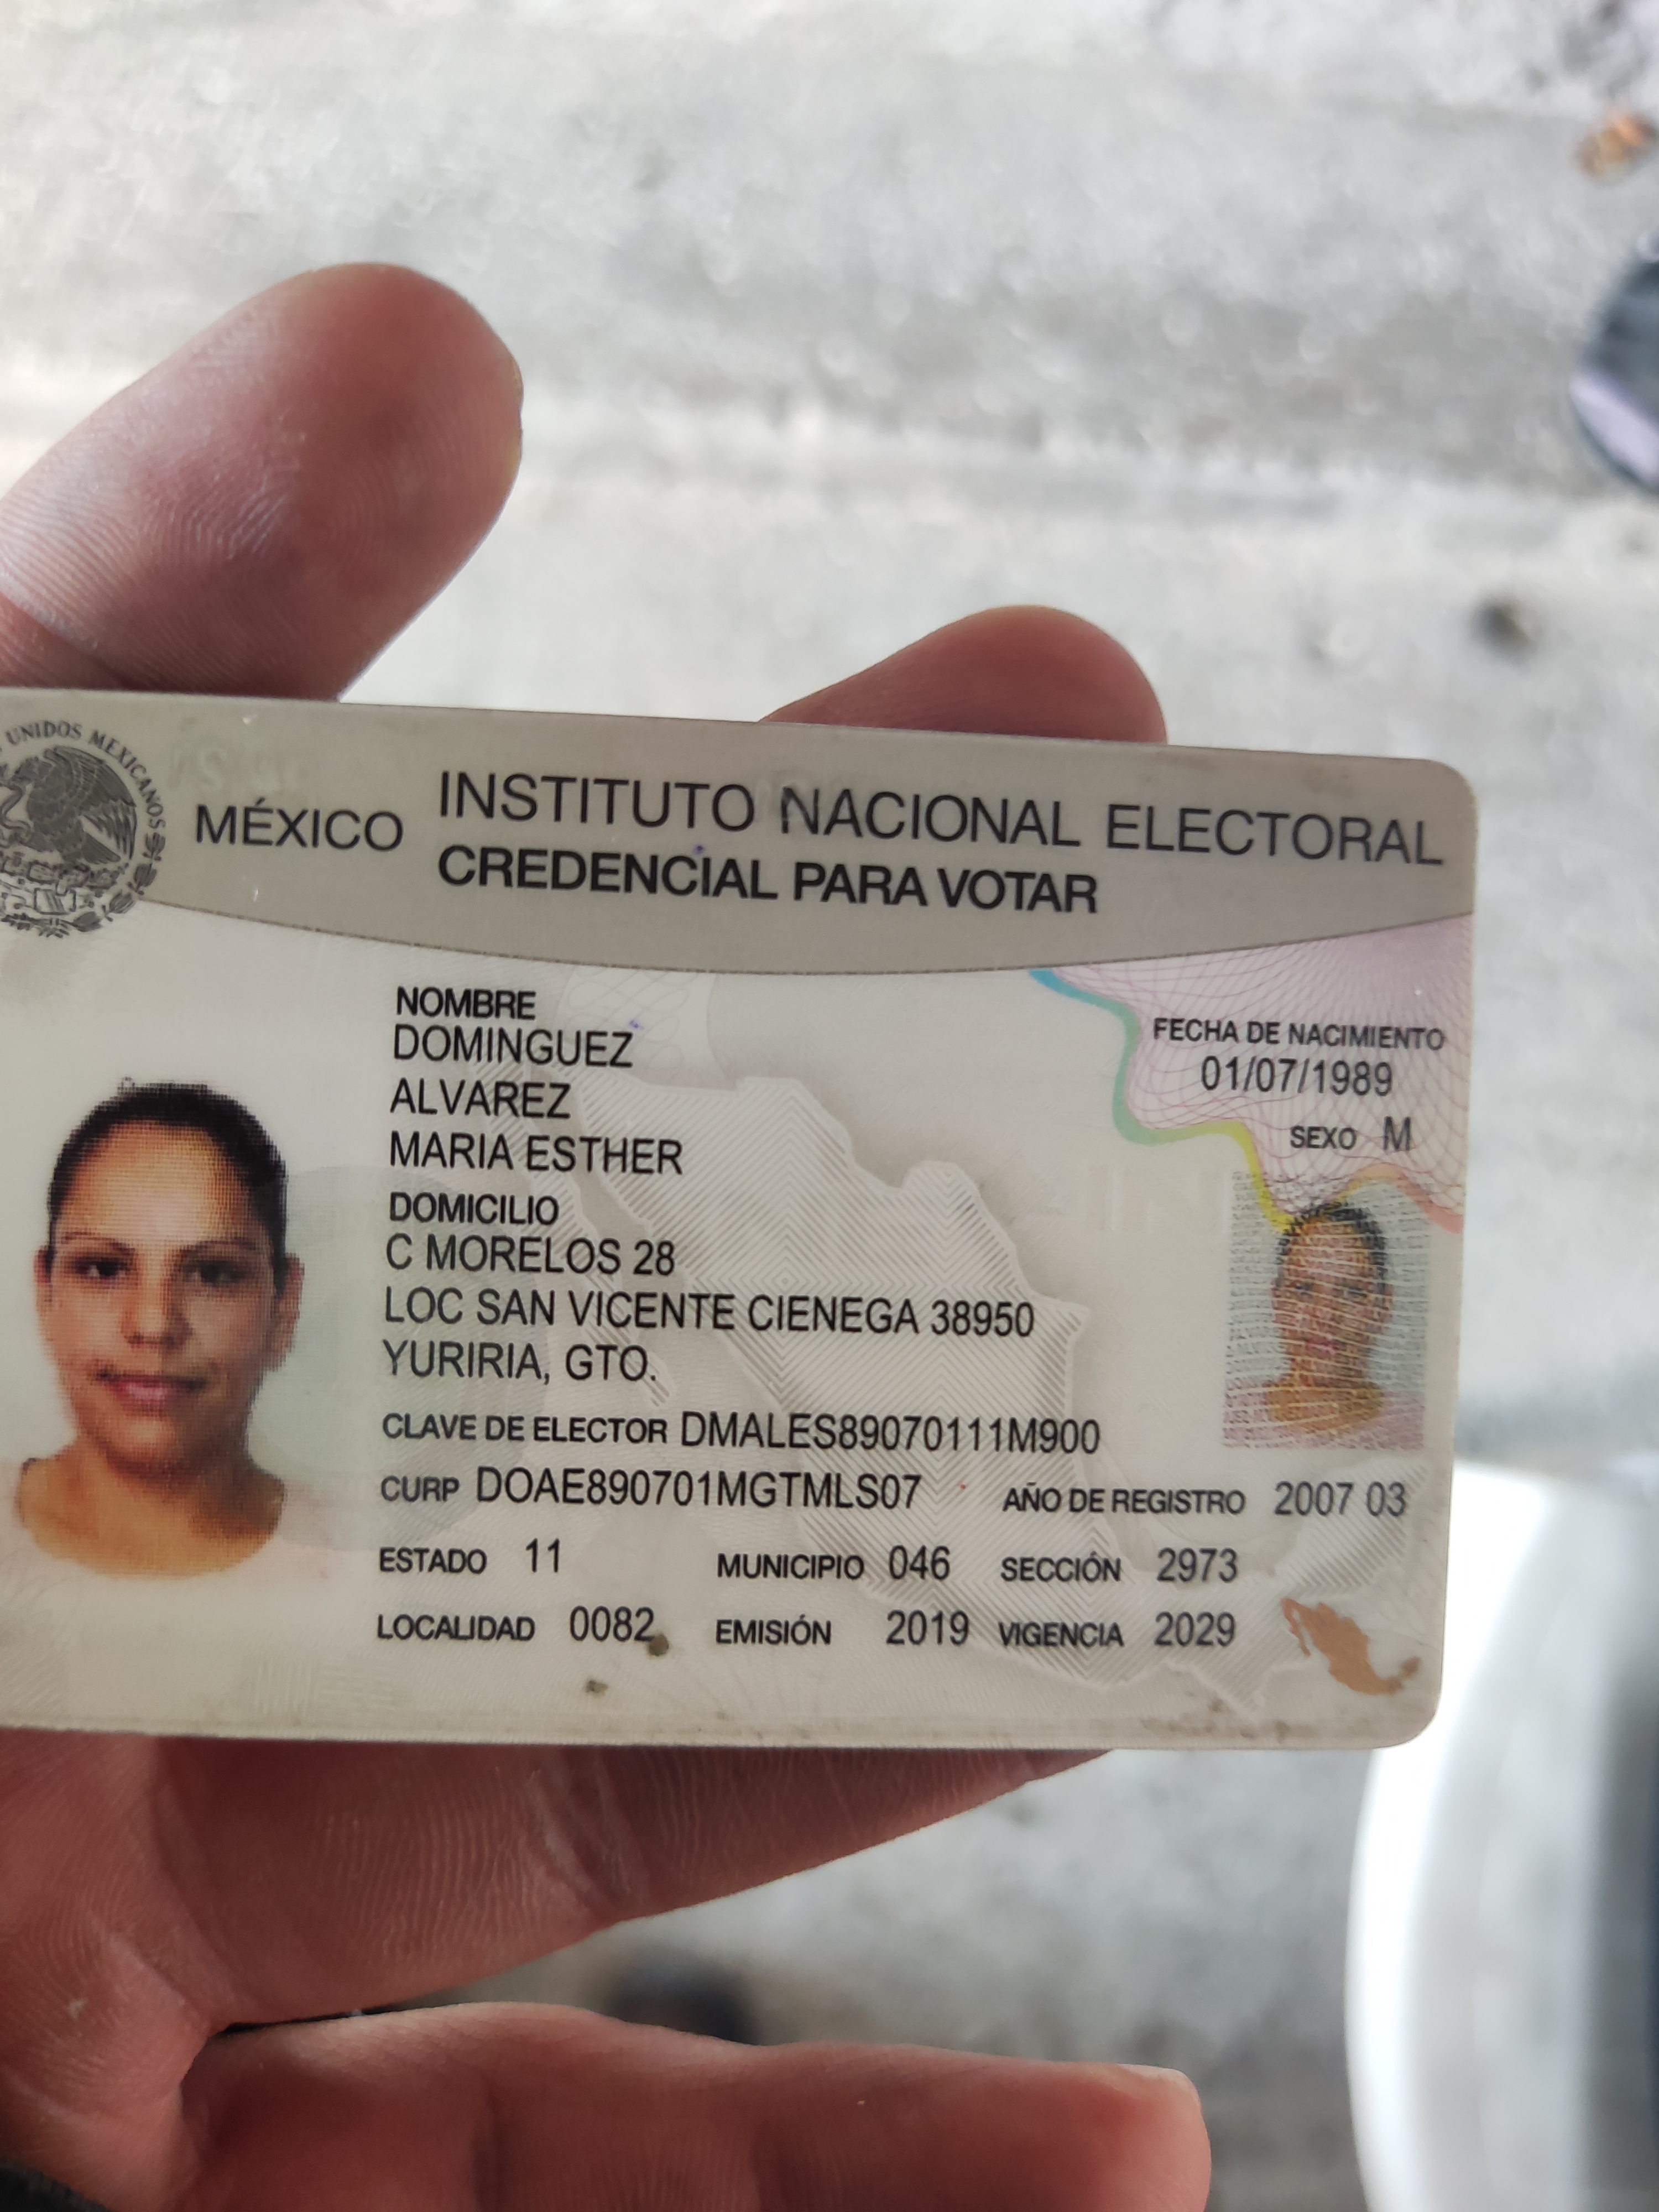 UNIDOS MEXICANOS
MÉXICO
INSTITUTO NACIONAL ELECTORAL
CREDENCIAL PARA VOTAR
NOMBRE
DOMINGUEZ
ALVAREZ
MARIA ESTHER
FECHA DE NACIMIENTO
01/07/1989
SEXO M
DOMICILIO
C MORELOS 28
LOC SAN VICENTE CIENEGA 38950
YURIRIA, GTO.
CLAVE DE ELECTOR DMALES89070111M900
CURP DOAE890701MGTMLS07 AÑO DE REGISTRO 2007 03
ESTADO 11 MUNICIPIO 046 SECCIÓN 2973
LOCALIDAD 0082 EMISIÓN 2019 VIGENCIA 2029